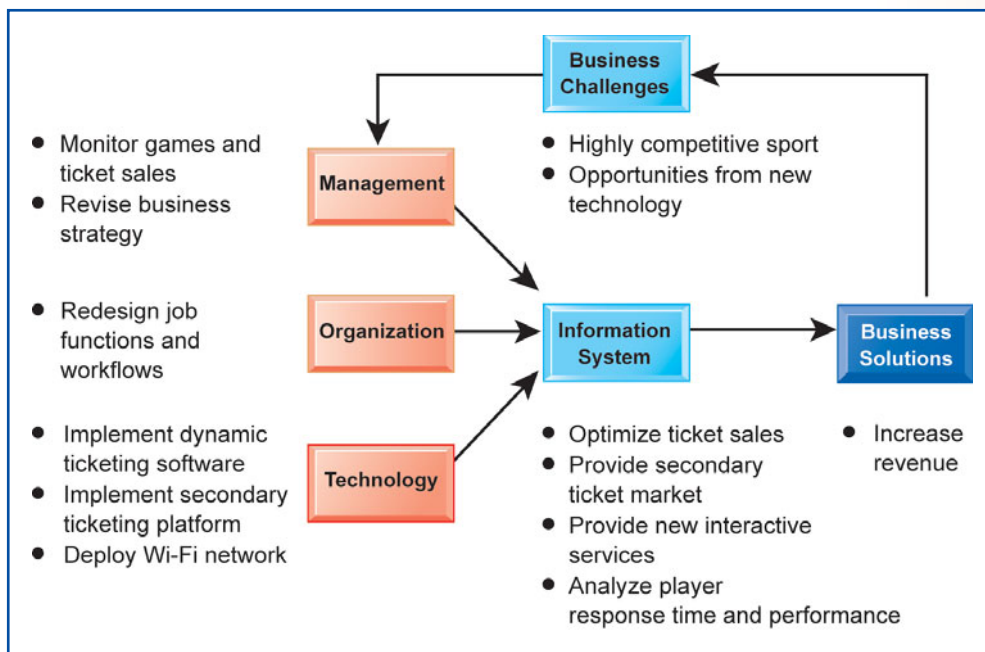 Business
Challenges
• Highly competitive sport
• Opportunities from new
technology
• Monitor games and
ticket sales
• Revise business
strategy
Management
• Redesign job
functions and
workflows
Organization
Information
System
Business
Solutions
• Implement dynamic
ticketing software
• Implement secondary
ticketing platform
• Deploy Wi-Fi network
Technology
• Optimize ticket sales
• Provide secondary
ticket market
• Provide new interactive
services
• Analyze player
response time and performance
• Increase
revenue